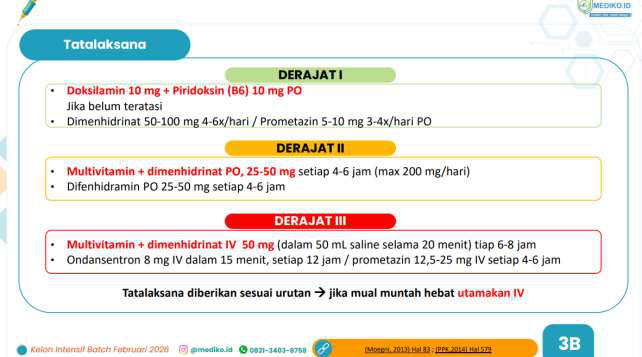 MEDIKO.ID
Tatalaksana
DERAJAT I
• Doksilamin 10 mg + Piridoksin (B6) 10 mg PO
Jika belum teratasi
• Dimenhidrinat 50-100 mg 4-6x/hari / Prometazin 5-10 mg 3-4x/hari PO
DERAJAT II
• Multivitamin + dimenhidrinat PO, 25-50 mg setiap 4-6 jam (max 200 mg/hari)
• Difenhidramin PO 25-50 mg setiap 4-6 jam
DERAJAT III
• Multivitamin + dimenhidrinat IV 50 mg (dalam 50 mL saline selama 20 menit) tiap 6-8 jam
• Ondansentron 8 mg IV dalam 15 menit, setiap 12 jam / prometazin 12,5-25 mg IV setiap 4-6 jam
Tatalaksana diberikan sesuai urutan → jika mual muntah hebat utamakan IV
Kelon Intensif Batch Februari 2026 @mediko.id 0821-3403-8758 (Moegni, 2013) Hal 83 ; (PPK,2014) Hal 579
3B